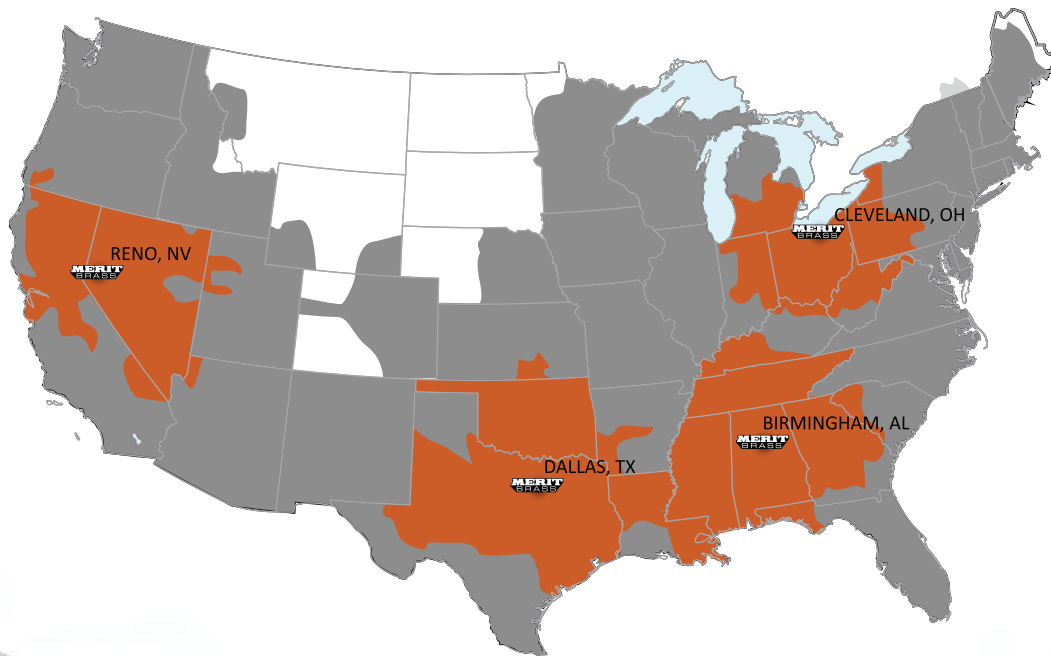 CLEVELAND, OH
MERIT
BRASS
RENO, NV
MERIT
BRASS
BIRMINGHAM, AL
MERIT
BRASS
DALLAS, TX
MERIT
BRASS